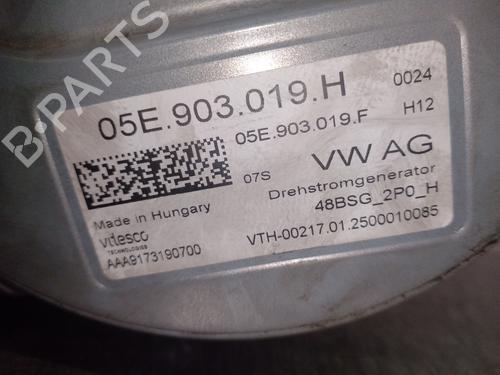 05E.903.019.H 0024
05E.903.019.F H12
07S VW AG
Drehstromgenerator
Made in Hungary 48BSG_2P0_H
vitesco
TECHNOLOGIES
VTH-00217.01.2500010085
AAA9173190700
B-PARTS